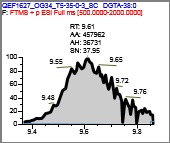 QEF1627_OG34_T5-35-0-3_SC DGTA-38:0
F: FTMS + p ESI Full ms [500.0000-2000.0000]
RT: 9.61
AA: 457962
AH: 36731
SN: 37.95
100
80
60
40
20
0
9.48
9.55
9.65
9.72
9.76
9.4
9.6
9.8